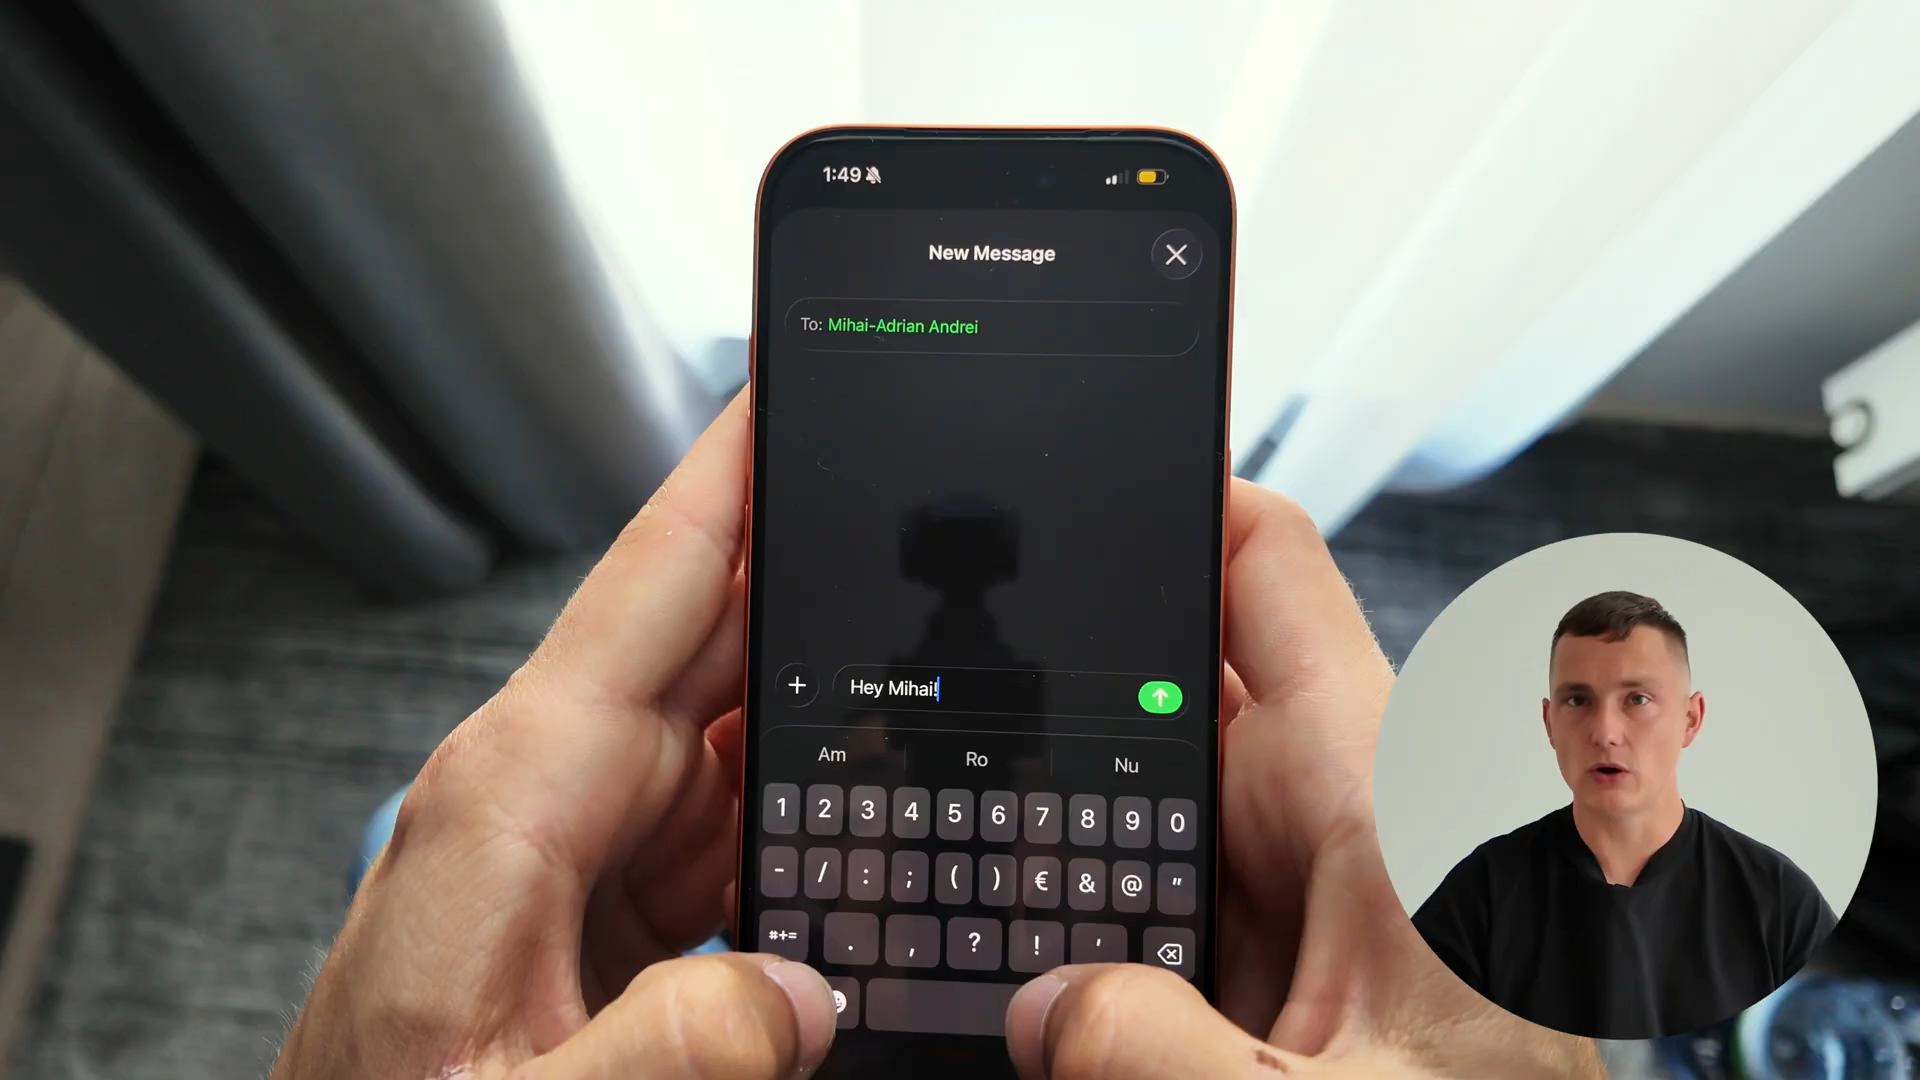 1:49
New Message
To: Mihai-Adrian Andrei
Hey Mihai!
Am Ro Nu
1 2 3 4 5 6 7 8 9 0
- / : ; ( ) € & @ "
#+= . , ? ! '